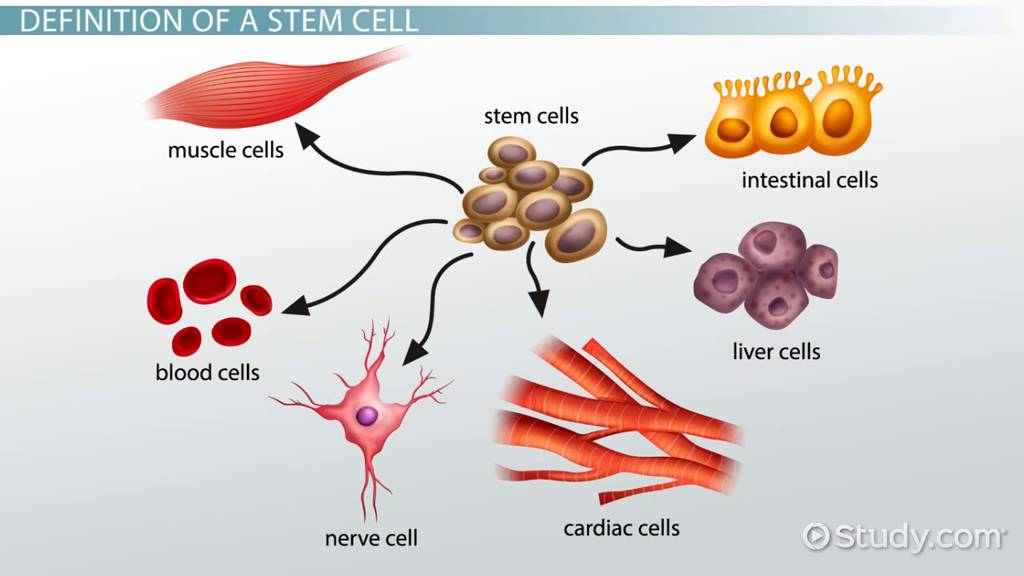 DEFINITION OF A STEM CELL
stem cells
muscle cells
intestinal cells
liver cells
blood cells
cardiac cells
nerve cell
Study.com